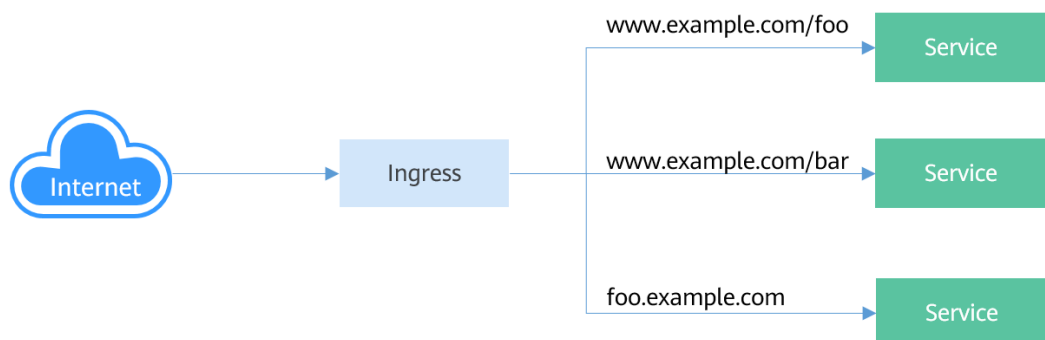 www.example.com/foo
Service
Internet
Ingress
www.example.com/bar
Service
foo.example.com
Service